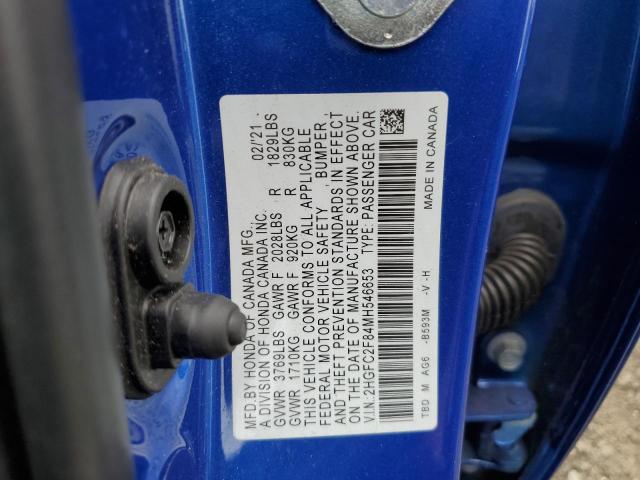 MFD.BY HONDA OF CANADA MFG. 02/'21
A DIVISION OF HONDA CANADA INC.
GVWR 3769LBS GAWR F 2028LBS R 1829LBS
GVWR 1710KG GAWR F 920KG R 830KG
THIS VEHICLE CONFORMS TO ALL APPLICABLE
FEDERAL MOTOR VEHICLE SAFETY, BUMPER,
AND THEFT PREVENTION STANDARDS IN EFFECT
ON THE DATE OF MANUFACTURE SHOWN ABOVE.
V.I.N.:2HGFC2F84MH546653 TYPE: PASSENGER CAR
TBD M AG6 -B593M -V -H MADE IN CANADA